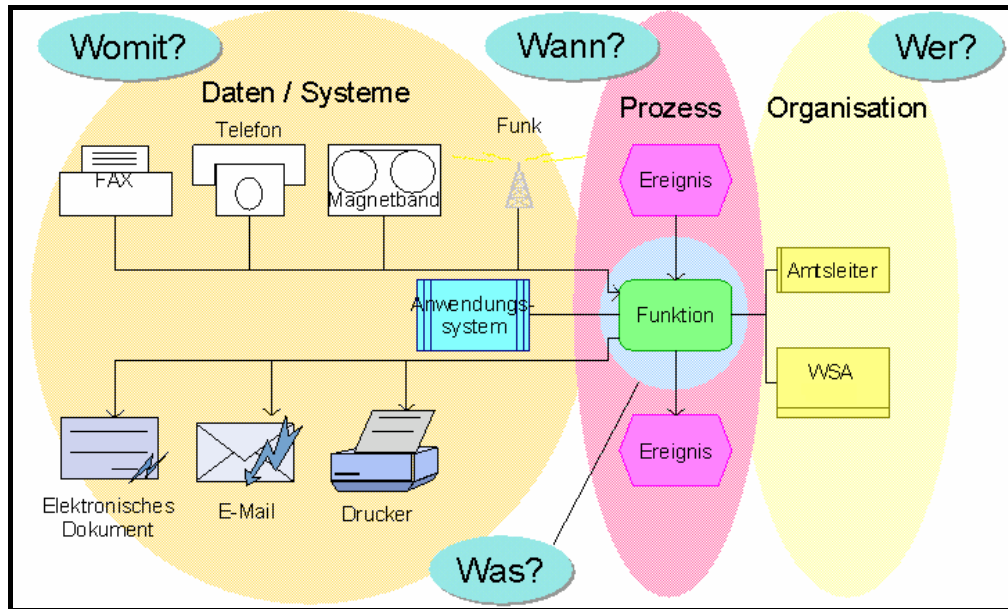 Womit?
Wann?
Wer?
Daten / Systeme
Prozess
Organisation
Telefon
Funk
FAX
Magnetband
Ereignis
Amtsleiter
Anwendungs-
system
Funktion
WSA
Ereignis
Elektronisches
Dokument
E-Mail
Drucker
Was?